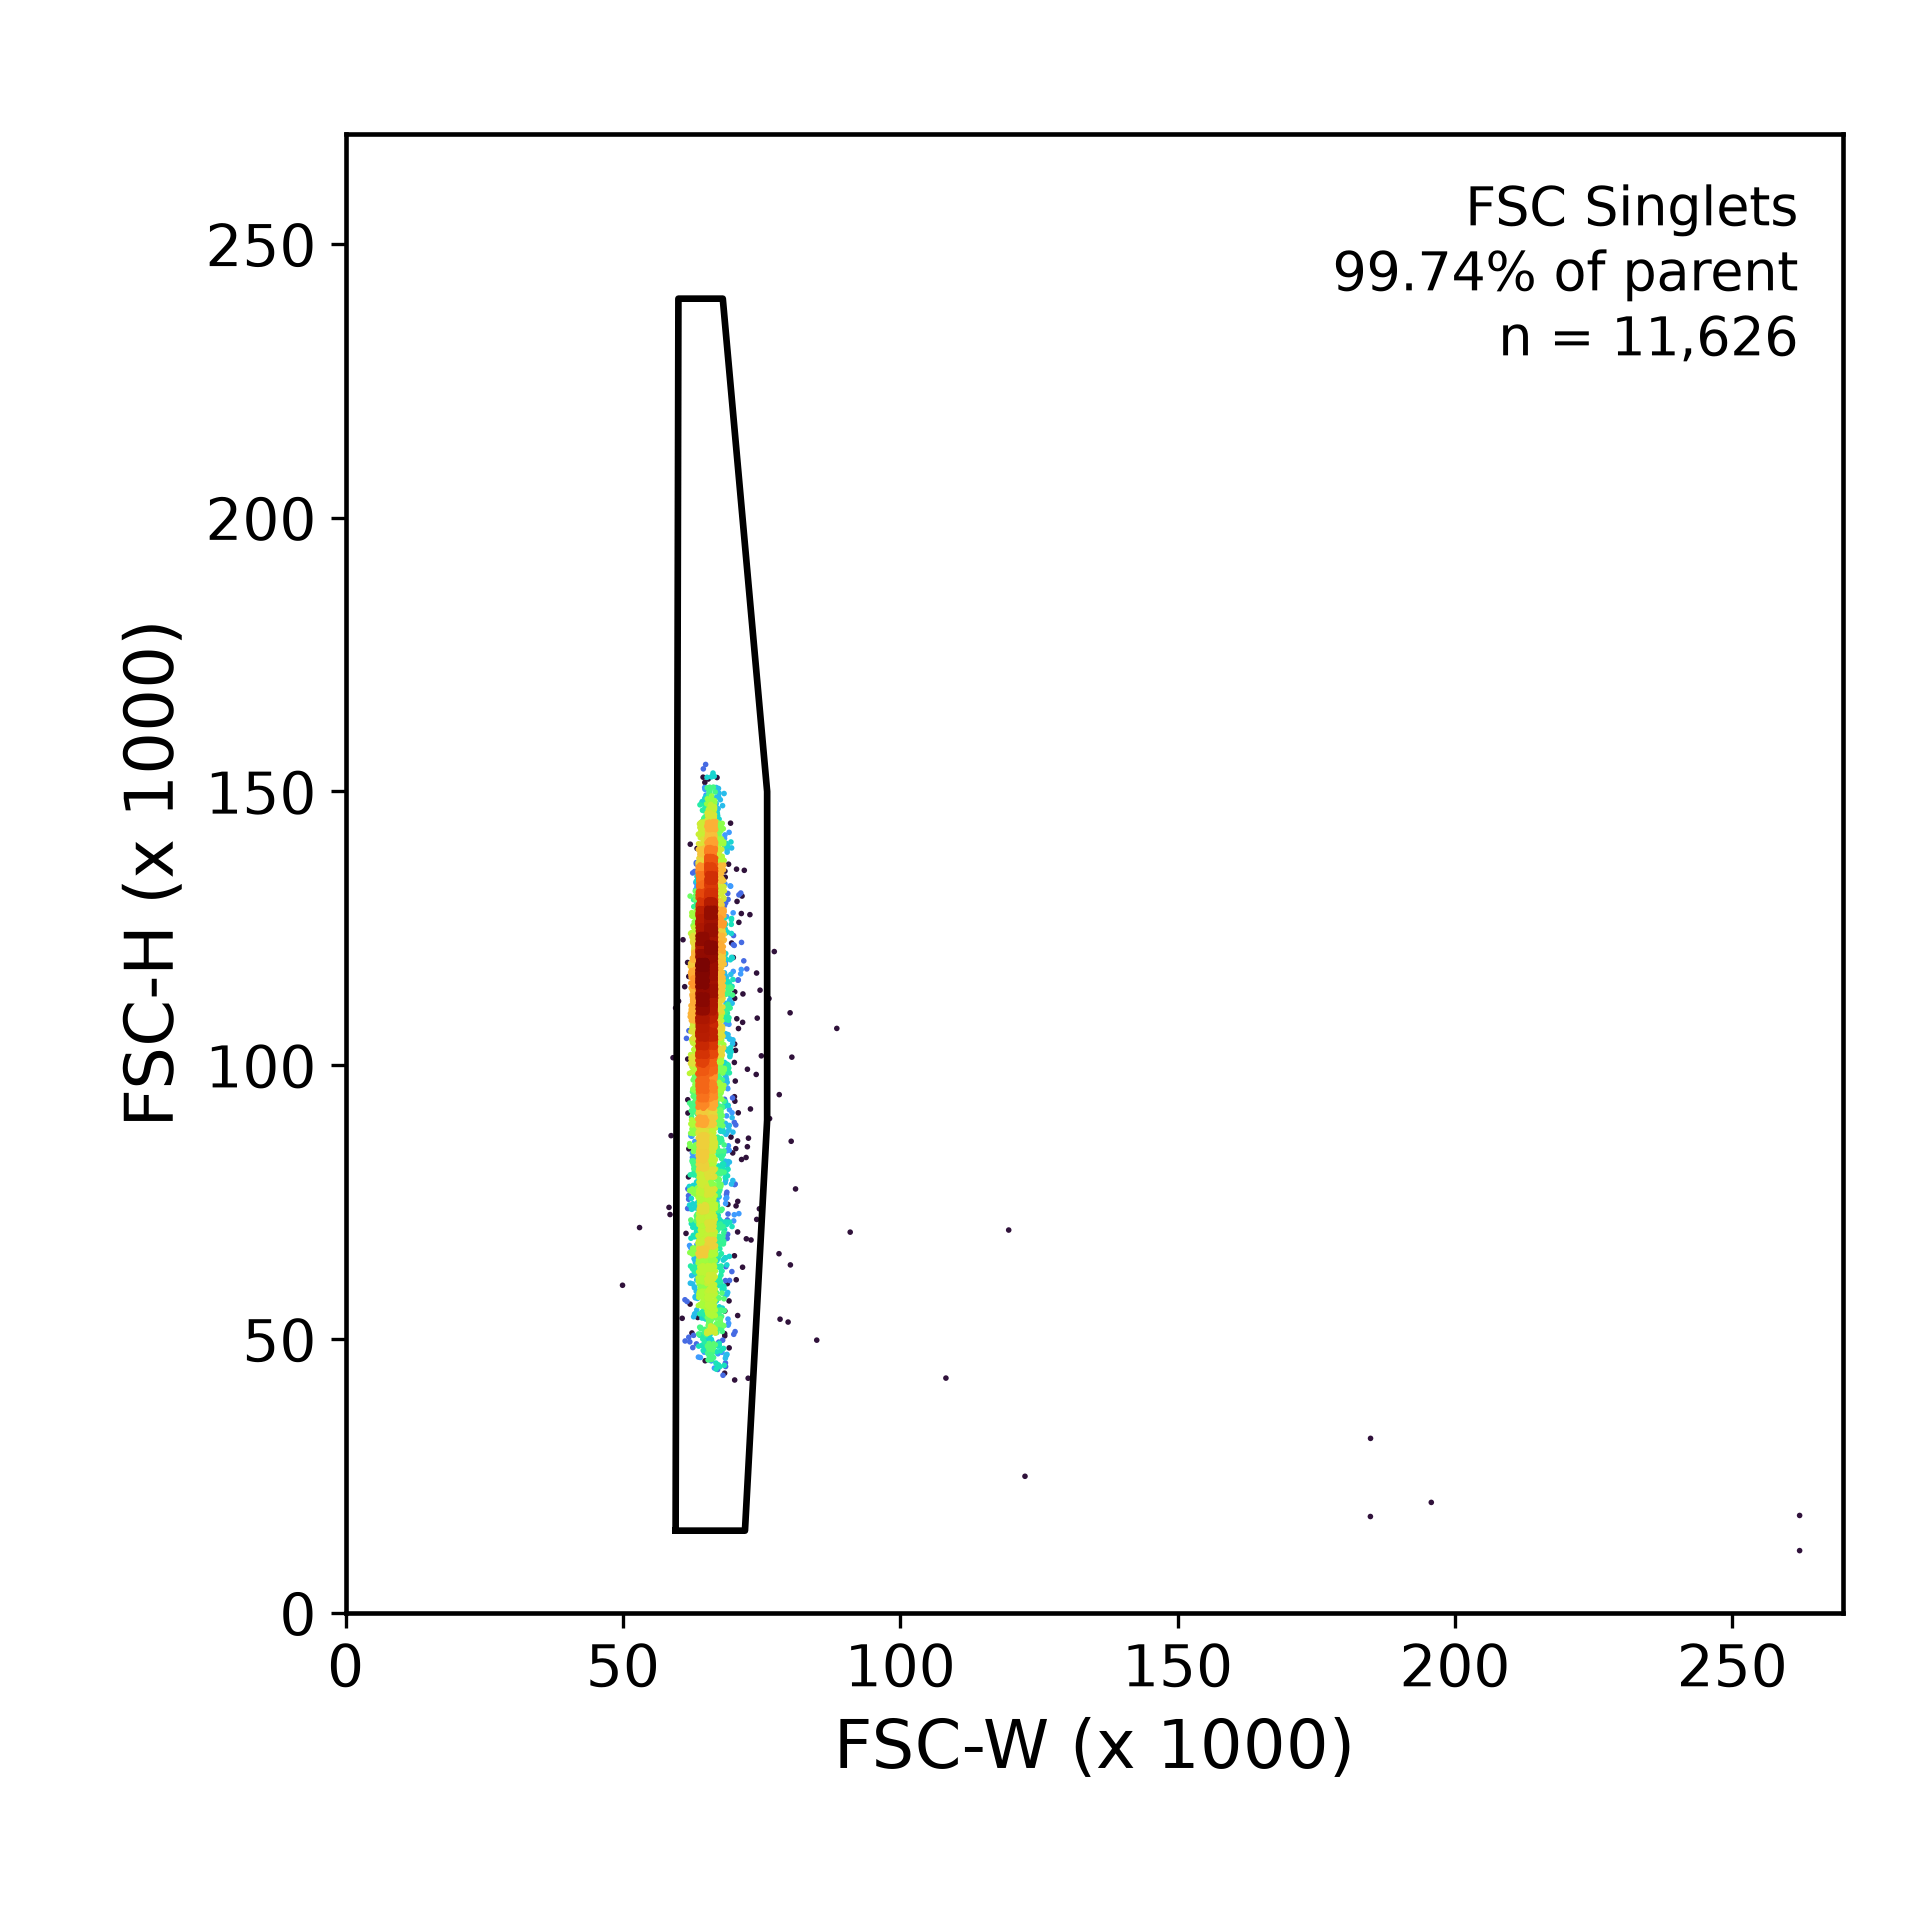 FSC Singlets
99.74% of parent
n = 11,626
250
200
150
100
50
0
FSC-H (x 1000)
0 50 100 150 200 250
FSC-W (x 1000)